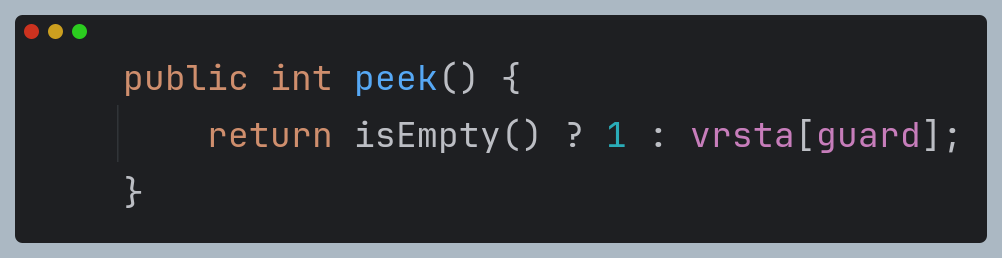 public int peek() {
return isEmpty() ? 1 : vrsta[guard];
}